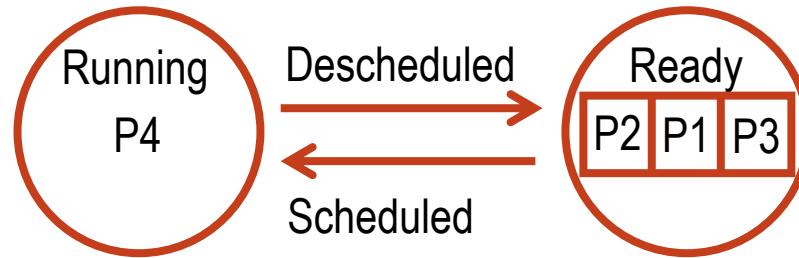 Running
P4
Descheduled
Scheduled
Ready
P2 P1 P3